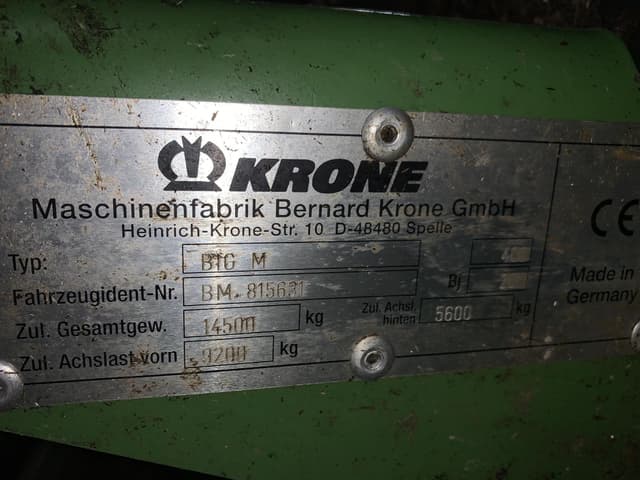 KRONE
Maschinenfabrik Bernard Krone GmbH
Heinrich-Krone-Str. 10 D-48480 Spelle
Typ: BIG M
Fahrzeugident-Nr. BM 815631 Bj
Zul. Gesamtgew. 14500 kg Zul. Achsl. hinten 5600 kg
Zul. Achslast vorn 9200 kg
CE
Made in
Germany